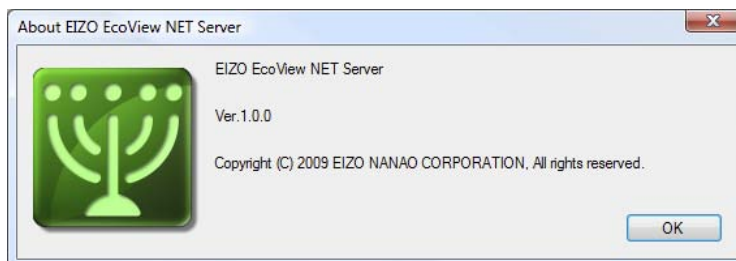 About EIZO EcoView NET Server
EIZO EcoView NET Server
Ver.1.0.0
Copyright (C) 2009 EIZO NANAO CORPORATION, All rights reserved.
OK